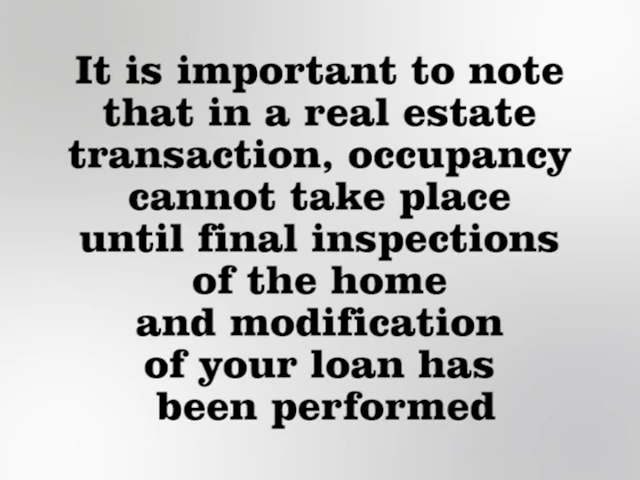 It is important to note
that in a real estate
transaction, occupancy
cannot take place
until final inspections
of the home
and modification
of your loan has
been performed